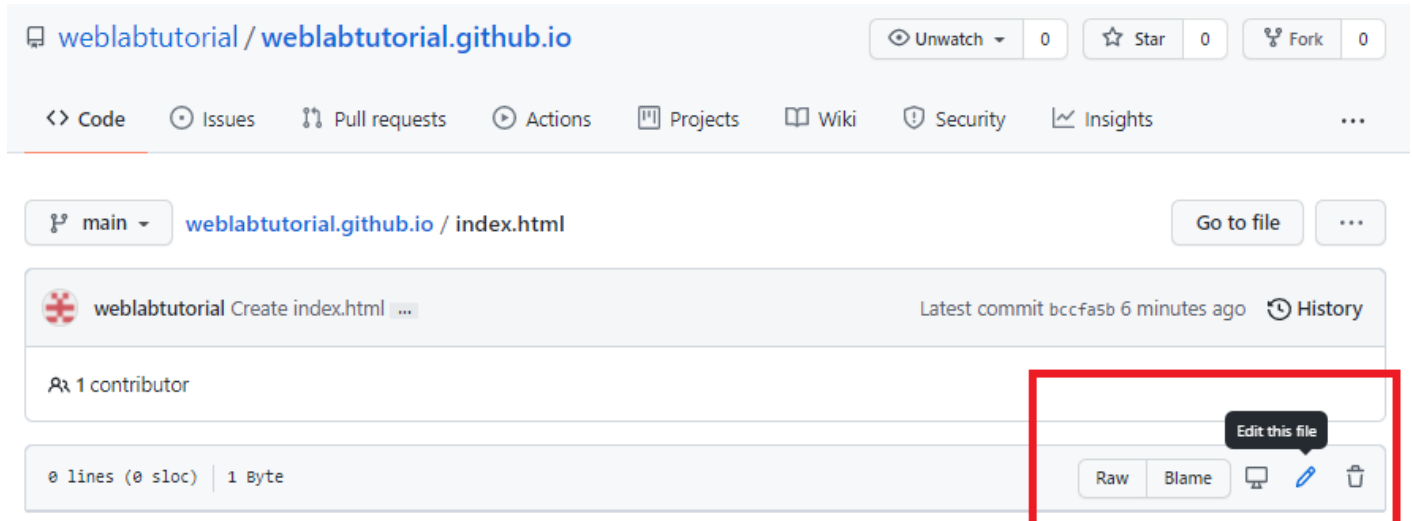 weblabtutorial / weblabtutorial.github.io Unwatch 0 Star 0 Fork 0
<> Code Issues Pull requests Actions Projects Wiki Security Insights ...
main weblabtutorial.github.io / index.html Go to file ...
weblabtutorial Create index.html ... Latest commit bccfa5b 6 minutes ago History
1 contributor
Edit this file
0 lines (0 sloc) 1 Byte Raw Blame